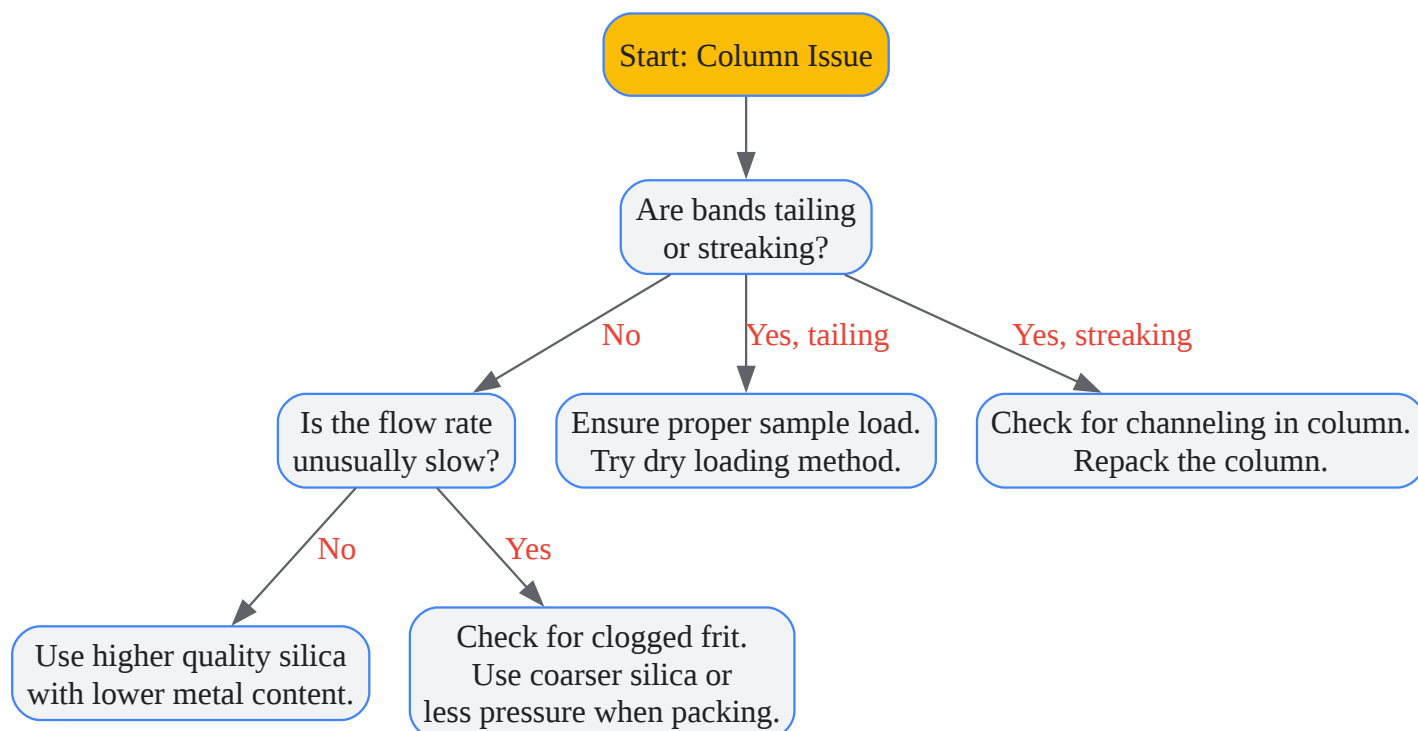 Start: Column Issue
Are bands tailing
or streaking?
No
Yes, tailing
Yes, streaking
Is the flow rate
unusually slow?
Ensure proper sample load.
Try dry loading method.
Check for channeling in column.
Repack the column.
No
Yes
Use higher quality silica
with lower metal content.
Check for clogged frit.
Use coarser silica or
less pressure when packing.